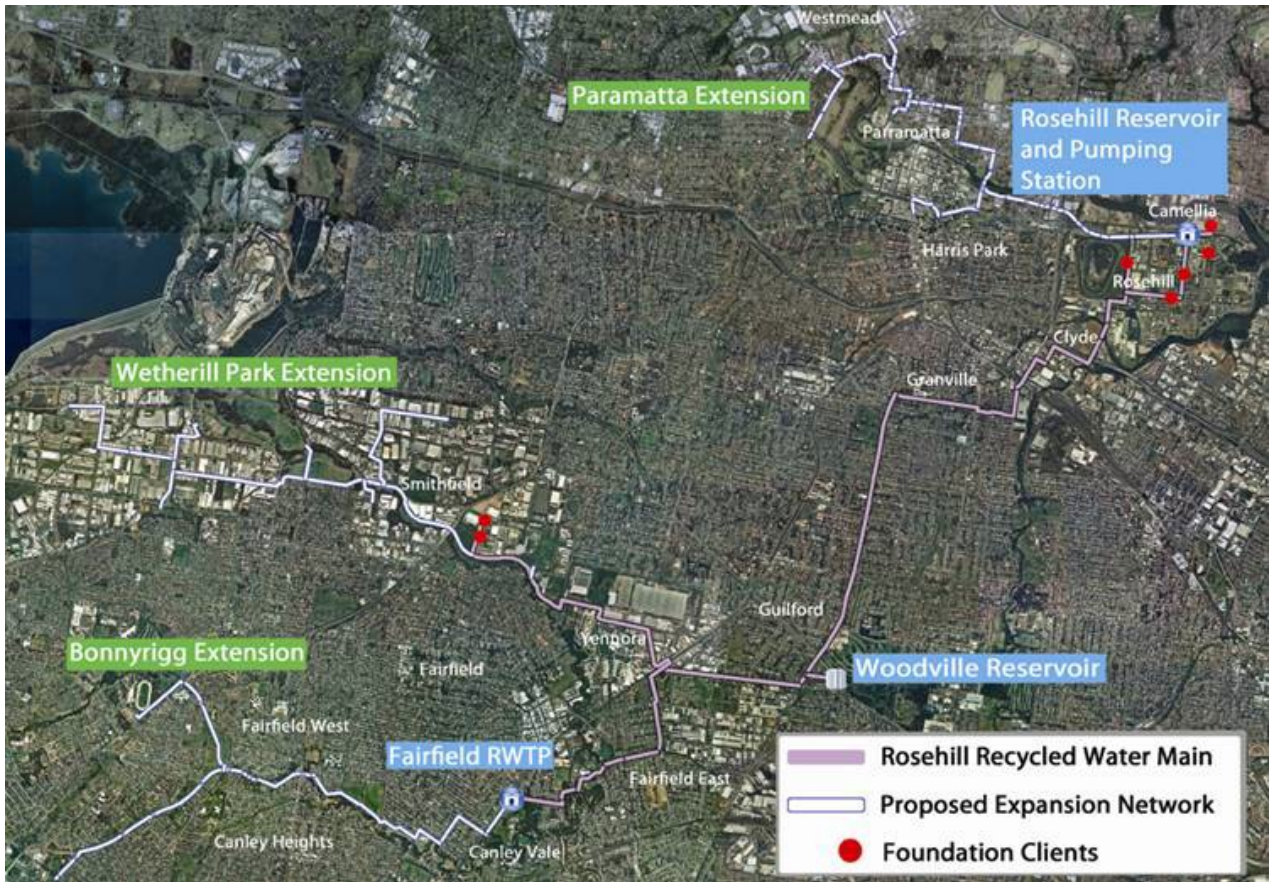 Westmead
Paramatta Extension
Parramatta
Rosehill Reservoir
and Pumping
Station
Camellia
Harris Park
Rosehill
Clyde
Granville
Wetherill Park Extension
Smithfield
Guilford
Yennora
Bonnyrigg Extension
Fairfield
Woodville Reservoir
Fairfield West
Fairfield RWTP
Fairfield East
Canley Heights
Canley Vale
Rosehill Recycled Water Main
Proposed Expansion Network
Foundation Clients